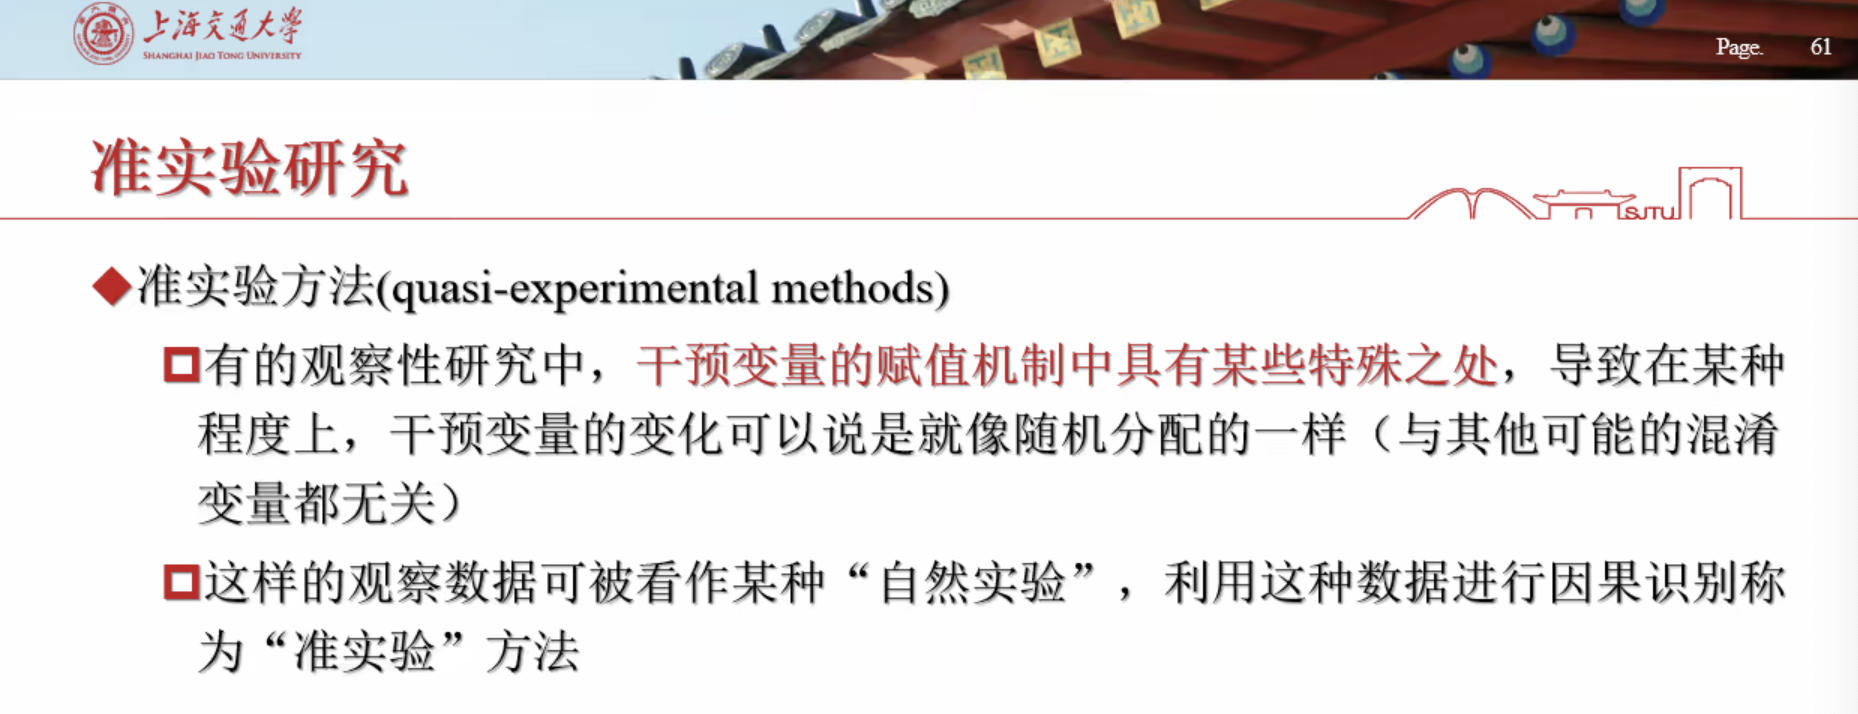 上海交通大学
SHANGHAI JIAO TONG UNIVERSITY
Page. 61
准实验研究
SJTU
准实验方法(quasi-experimental methods)
有的观察性研究中，干预变量的赋值机制中具有某些特殊之处，导致在某种
程度上，干预变量的变化可以说是就像随机分配的一样（与其他可能的混淆
变量都无关）
这样的观察数据可被看作某种“自然实验”，利用这种数据进行因果识别称
为“准实验”方法